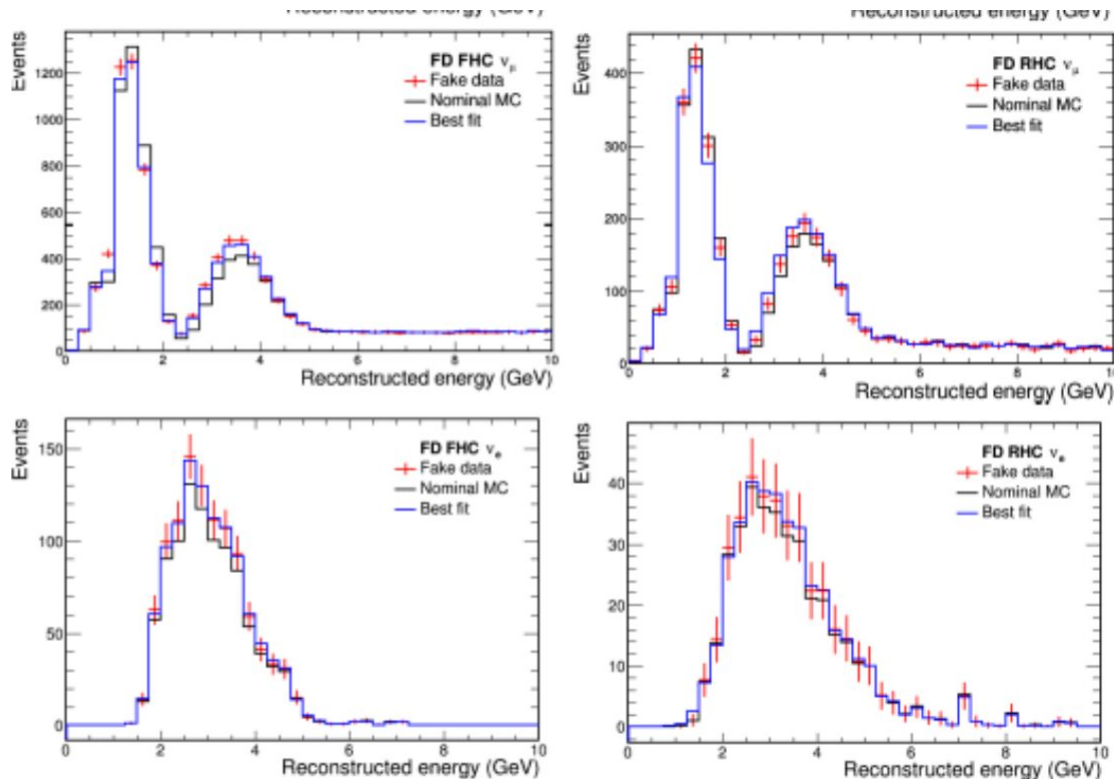 Reconstructed energy (GeV)
Reconstructed energy (GeV)
Events
FD FHC νμ
Fake data
Nominal MC
Best fit
1200
1000
800
600
400
200
0
0 2 4 6 8 10
Reconstructed energy (GeV)
Events
FD RHC νμ
Fake data
Nominal MC
Best fit
400
300
200
100
0
0 2 4 6 8 10
Reconstructed energy (GeV)
Events
FD FHC νe
Fake data
Nominal MC
Best fit
150
100
50
0
0 2 4 6 8 10
Reconstructed energy (GeV)
Events
FD RHC νe
Fake data
Nominal MC
Best fit
40
30
20
10
0
0 2 4 6 8 10
Reconstructed energy (GeV)